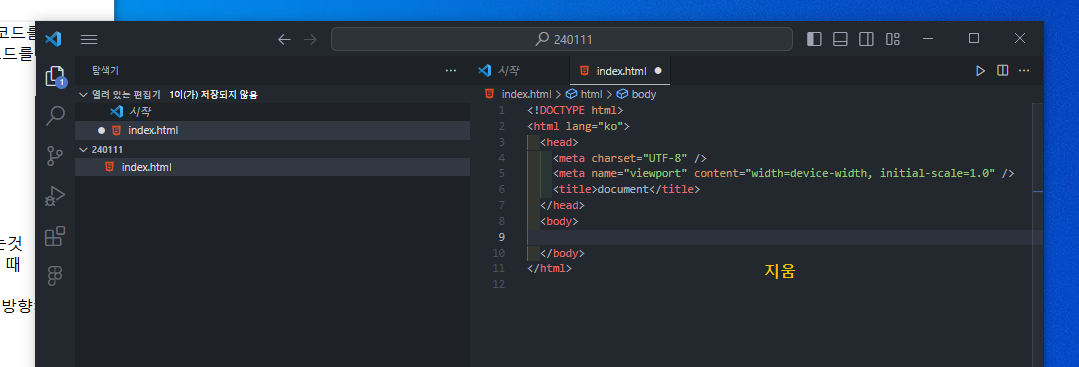 코드를
드를
는것
때
방향
240111
탐색기
시작
index.html
열려 있는 편집기 1이(가) 저장되지 않음
index.html > html > body
시작
index.html
240111
index.html
1
1 <!DOCTYPE html>
2 <html lang="ko">
3 <head>
4 <meta charset="UTF-8" />
5 <meta name="viewport" content="width=device-width, initial-scale=1.0" />
6 <title>document</title>
7 </head>
8 <body>
9
10 </body>
11 </html>
12
지움